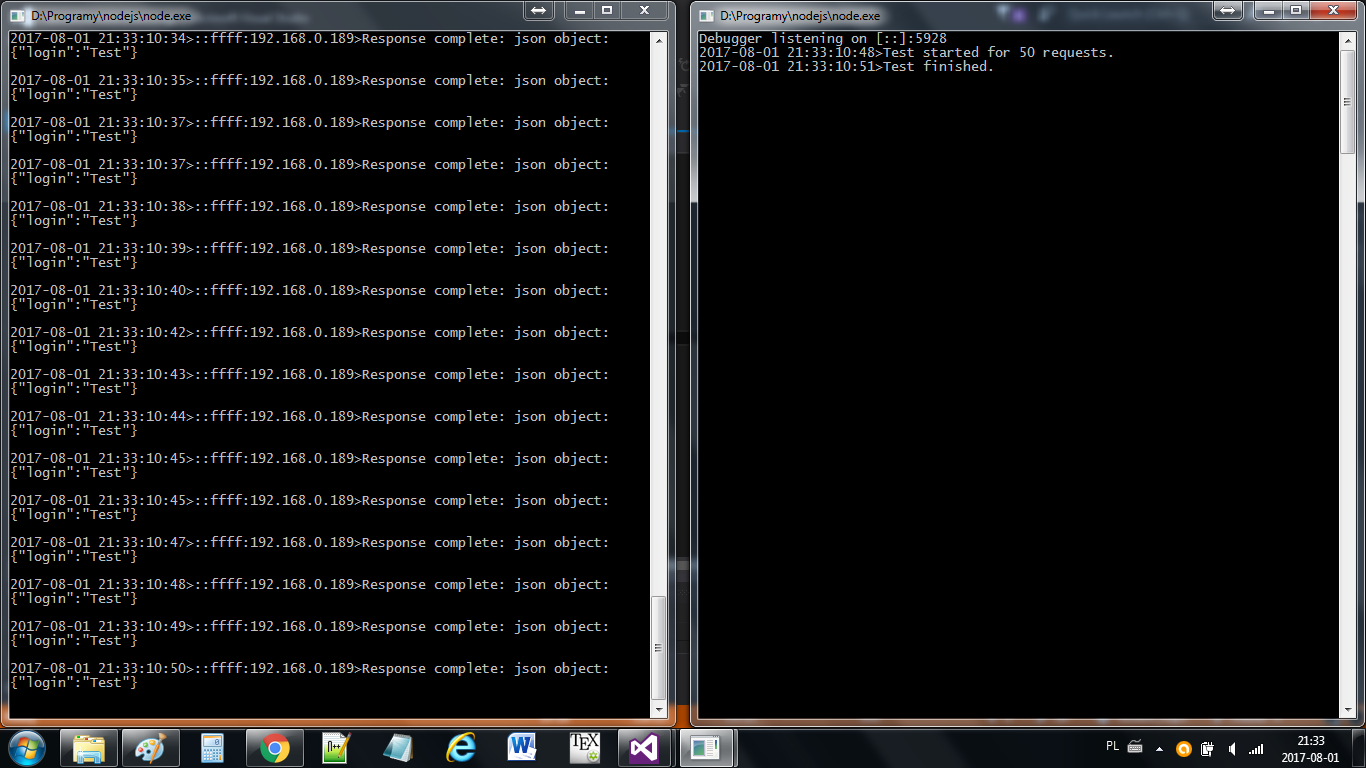 D:\Programy\nodejs\node.exe
2017-08-01 21:33:10:34>::ffff:192.168.0.189>Response complete: json object:
{"login":"Test"}
2017-08-01 21:33:10:35>::ffff:192.168.0.189>Response complete: json object:
{"login":"Test"}
2017-08-01 21:33:10:37>::ffff:192.168.0.189>Response complete: json object:
{"login":"Test"}
2017-08-01 21:33:10:37>::ffff:192.168.0.189>Response complete: json object:
{"login":"Test"}
2017-08-01 21:33:10:38>::ffff:192.168.0.189>Response complete: json object:
{"login":"Test"}
2017-08-01 21:33:10:39>::ffff:192.168.0.189>Response complete: json object:
{"login":"Test"}
2017-08-01 21:33:10:40>::ffff:192.168.0.189>Response complete: json object:
{"login":"Test"}
2017-08-01 21:33:10:42>::ffff:192.168.0.189>Response complete: json object:
{"login":"Test"}
2017-08-01 21:33:10:43>::ffff:192.168.0.189>Response complete: json object:
{"login":"Test"}
2017-08-01 21:33:10:44>::ffff:192.168.0.189>Response complete: json object:
{"login":"Test"}
2017-08-01 21:33:10:45>::ffff:192.168.0.189>Response complete: json object:
{"login":"Test"}
2017-08-01 21:33:10:45>::ffff:192.168.0.189>Response complete: json object:
{"login":"Test"}
2017-08-01 21:33:10:47>::ffff:192.168.0.189>Response complete: json object:
{"login":"Test"}
2017-08-01 21:33:10:48>::ffff:192.168.0.189>Response complete: json object:
{"login":"Test"}
2017-08-01 21:33:10:49>::ffff:192.168.0.189>Response complete: json object:
{"login":"Test"}
2017-08-01 21:33:10:50>::ffff:192.168.0.189>Response complete: json object:
{"login":"Test"}
D:\Programy\nodejs\node.exe
Debugger listening on [::]:5928
2017-08-01 21:33:10:48>Test started for 50 requests.
2017-08-01 21:33:10:51>Test finished.
TEX
PL
21:33
2017-08-01